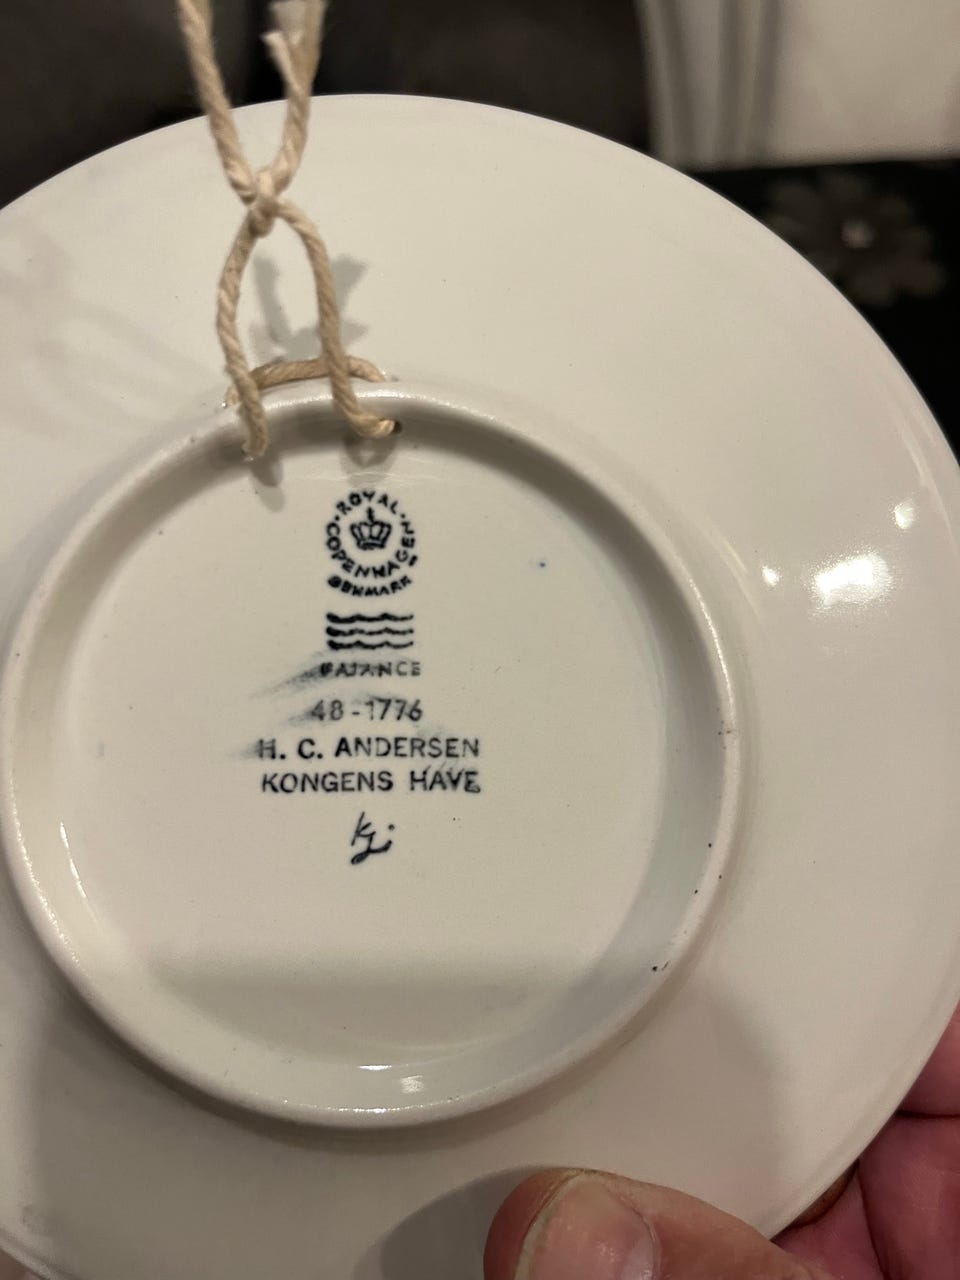 ROYAL
COPENHAGEN
DENMARK
FAJANCE
48-1776
H. C. ANDERSEN
KONGENS HAVE